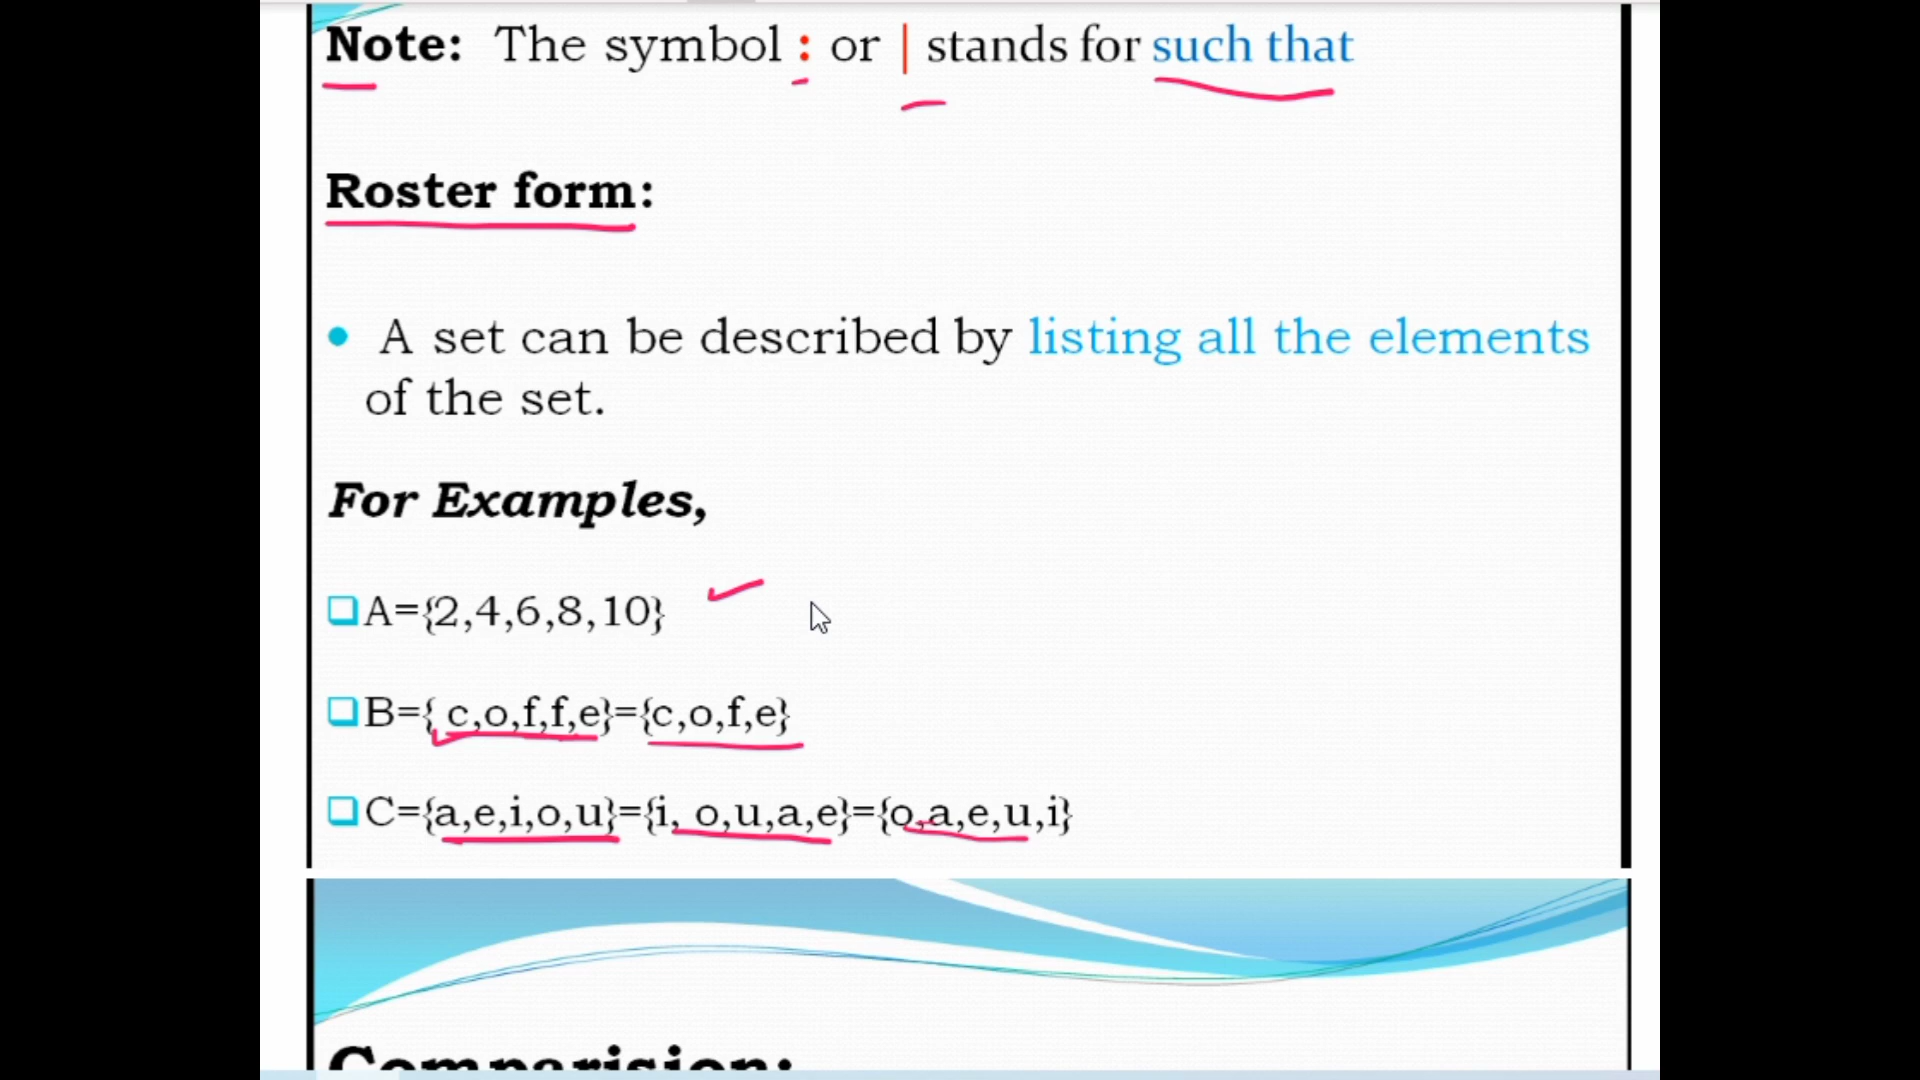 Note: The symbol : or | stands for such that
Roster form:
A set can be described by listing all the elements
of the set.
For Examples,
A={2,4,6,8,10}
B={ c,o,f,f,e}={c,o,f,e}
C={a,e,i,o,u}={i, o,u,a,e}={o,a,e,u,i}
Comparision: